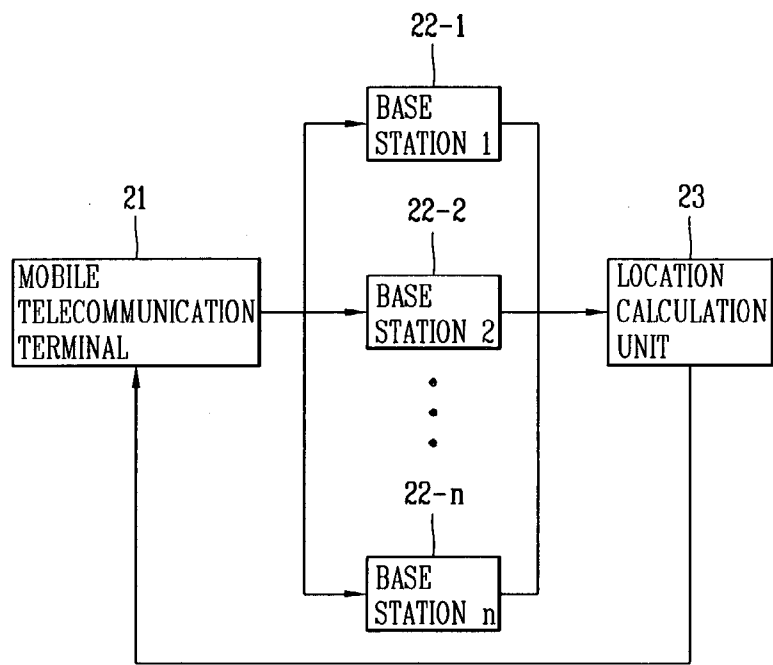 22-1
BASE
STATION 1
21
22-2
23
MOBILE
TELECOMMUNICATION
TERMINAL
BASE
STATION 2
LOCATION
CALCULATION
UNIT
22-n
BASE
STATION n